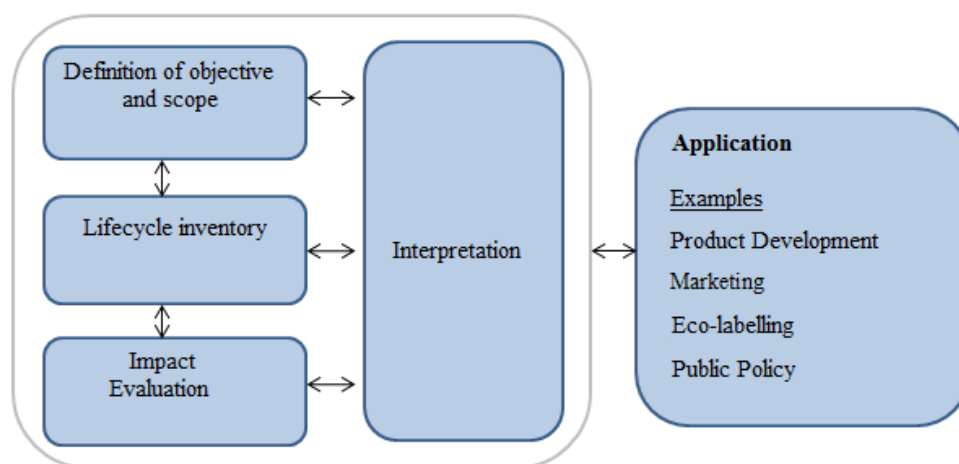 Definition of objective
and scope
Lifecycle inventory
Impact
Evaluation
Interpretation
Application
Examples
Product Development
Marketing
Eco-labelling
Public Policy